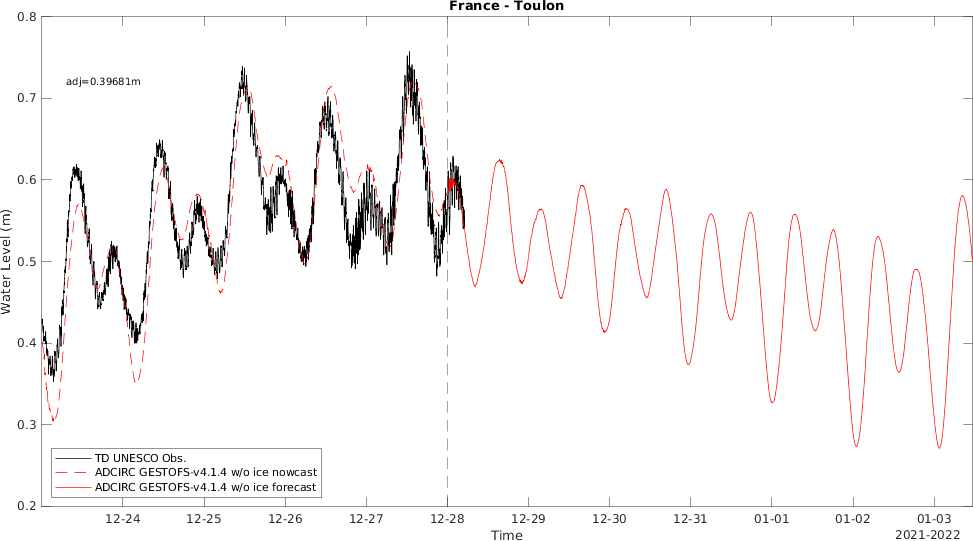 France - Toulon
adj=0.39681m
Water Level (m)
0.8
0.7
0.6
0.5
0.4
0.3
0.2
TD UNESCO Obs.
ADCIRC GESTOFS-v4.1.4 w/o ice nowcast
ADCIRC GESTOFS-v4.1.4 w/o ice forecast
12-24 12-25 12-26 12-27 12-28 12-29 12-30 12-31 01-01 01-02 01-03
Time
2021-2022